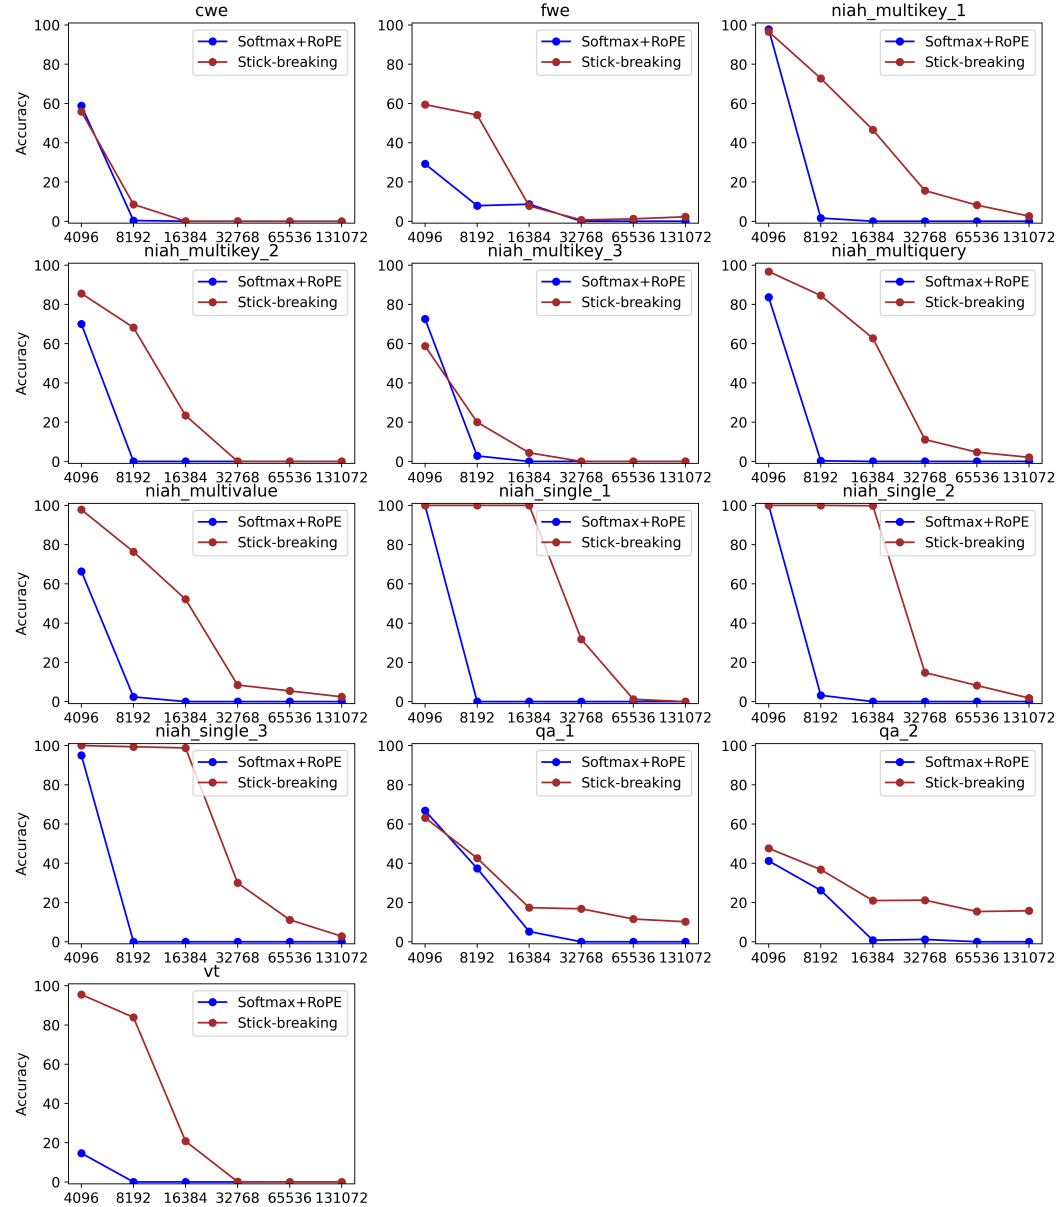 cwe
100
80
60
40
20
0
Accuracy
Softmax+RoPE
Stick-breaking
4096 8192 16384 32768 65536 131072
fwe
100
80
60
40
20
0
Softmax+RoPE
Stick-breaking
4096 8192 16384 32768 65536 131072
niah_multikey_1
100
80
60
40
20
0
Softmax+RoPE
Stick-breaking
4096 8192 16384 32768 65536 131072
niah_multikey_2
100
80
60
40
20
0
Accuracy
Softmax+RoPE
Stick-breaking
4096 8192 16384 32768 65536 131072
niah_multikey_3
100
80
60
40
20
0
Softmax+RoPE
Stick-breaking
4096 8192 16384 32768 65536 131072
niah_multiquery
100
80
60
40
20
0
Softmax+RoPE
Stick-breaking
4096 8192 16384 32768 65536 131072
niah_multivalue
100
80
60
40
20
0
Accuracy
Softmax+RoPE
Stick-breaking
4096 8192 16384 32768 65536 131072
niah_single_1
100
80
60
40
20
0
Softmax+RoPE
Stick-breaking
4096 8192 16384 32768 65536 131072
niah_single_2
100
80
60
40
20
0
Softmax+RoPE
Stick-breaking
4096 8192 16384 32768 65536 131072
niah_single_3
100
80
60
40
20
0
Accuracy
Softmax+RoPE
Stick-breaking
4096 8192 16384 32768 65536 131072
qa_1
100
80
60
40
20
0
Softmax+RoPE
Stick-breaking
4096 8192 16384 32768 65536 131072
qa_2
100
80
60
40
20
0
Softmax+RoPE
Stick-breaking
4096 8192 16384 32768 65536 131072
vt
100
80
60
40
20
0
Accuracy
Softmax+RoPE
Stick-breaking
4096 8192 16384 32768 65536 131072